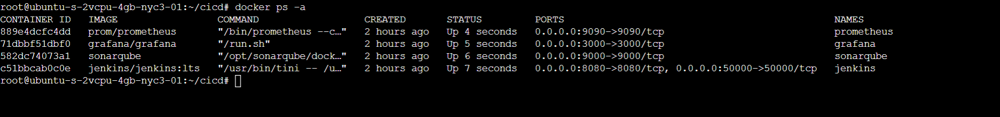 root@ubuntu-s-2vcpu-4gb-nyc3-01:~/cicd# docker ps -a
CONTAINER ID   IMAGE                 COMMAND                  CREATED       STATUS         PORTS                                              NAMES
889e4dcfc4dd   prom/prometheus       "/bin/prometheus --c…"   2 hours ago   Up 4 seconds   0.0.0.0:9090->9090/tcp                             prometheus
71dbbf51dbf0   grafana/grafana       "/run.sh"                2 hours ago   Up 5 seconds   0.0.0.0:3000->3000/tcp                             grafana
582dc74073a1   sonarqube             "/opt/sonarqube/dock…"   2 hours ago   Up 6 seconds   0.0.0.0:9000->9000/tcp                             sonarqube
c51bbcab0c0e   jenkins/jenkins:lts   "/usr/bin/tini -- /u…"   2 hours ago   Up 7 seconds   0.0.0.0:8080->8080/tcp, 0.0.0.0:50000->50000/tcp   jenkins
root@ubuntu-s-2vcpu-4gb-nyc3-01:~/cicd#